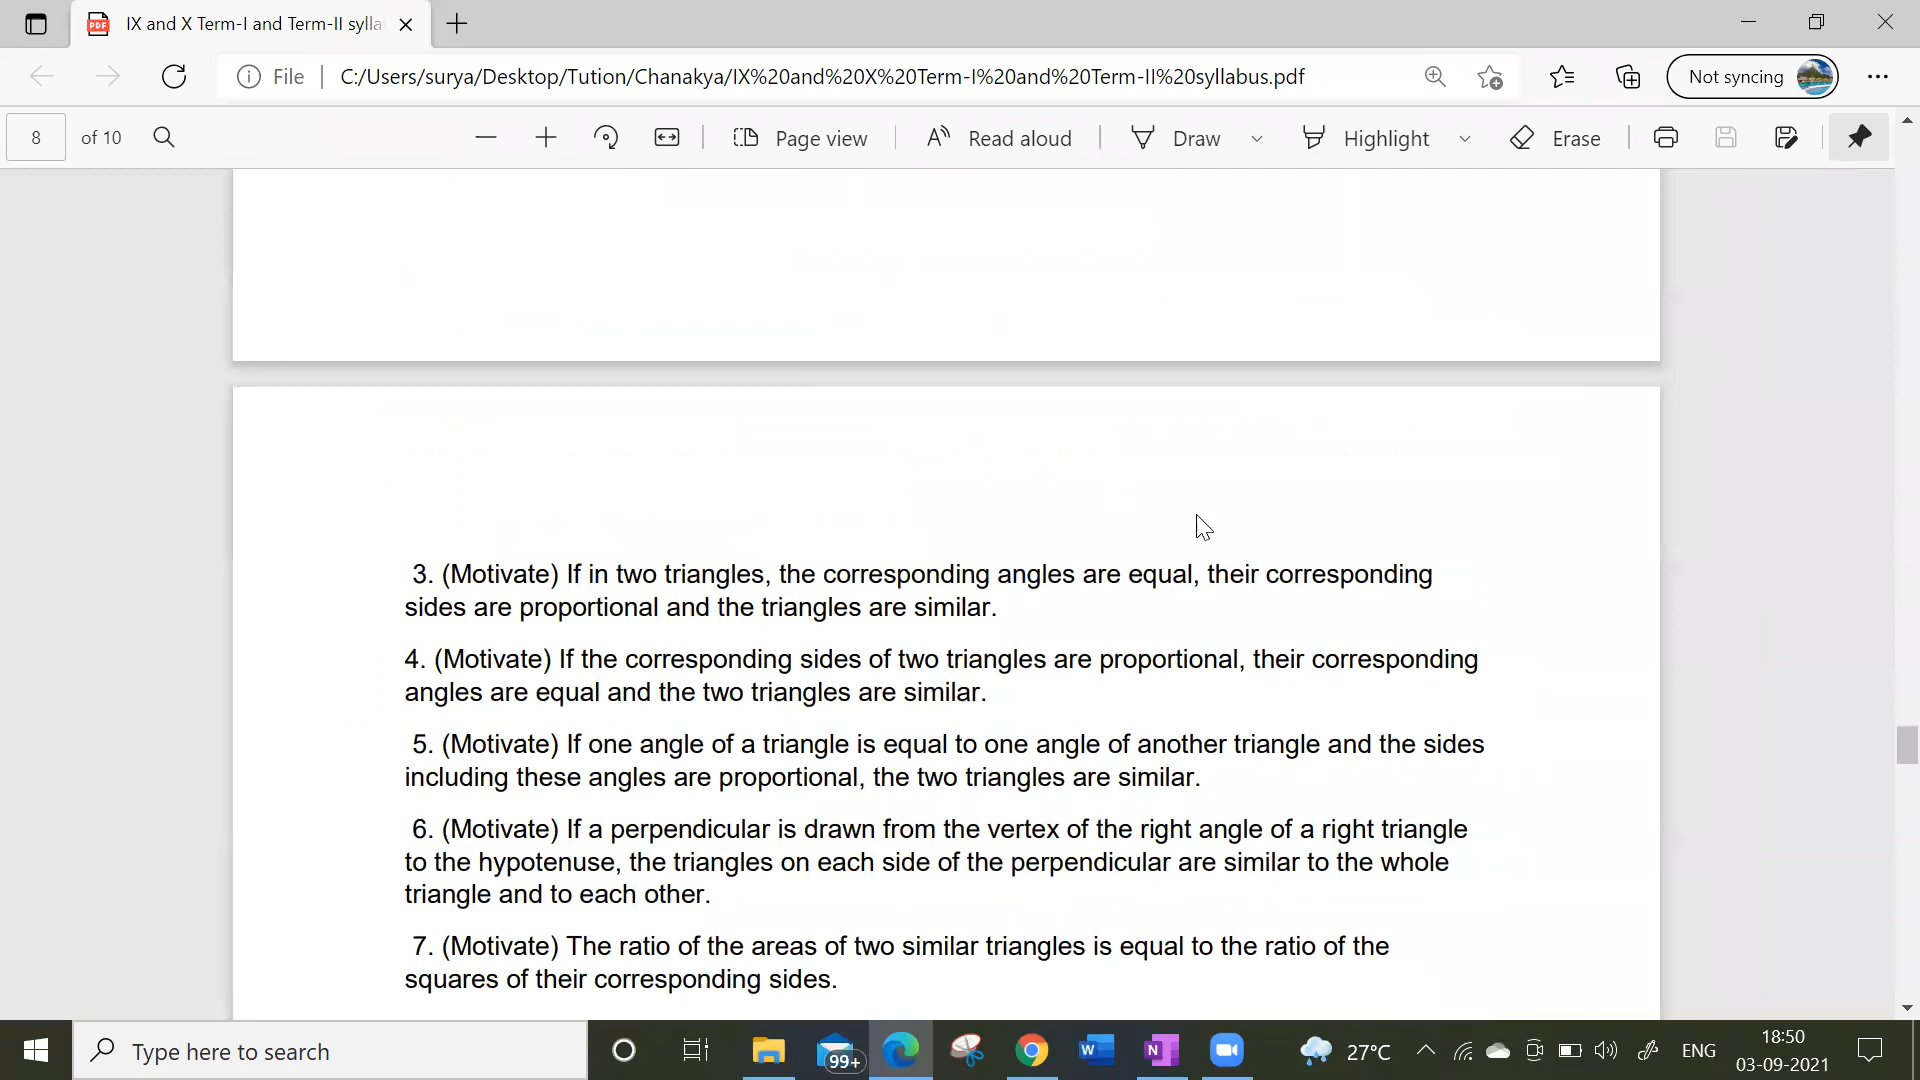 IX and X Term-I and Term-II sylla
File
C:/Users/surya/Desktop/Tution/Chanakya/IX%20and%20X%20Term-I%20and%20Term-II%20syllabus.pdf
Not syncing
8 of 10
Page view
Read aloud
Draw
Highlight
Erase
3. (Motivate) If in two triangles, the corresponding angles are equal, their corresponding
sides are proportional and the triangles are similar.
4. (Motivate) If the corresponding sides of two triangles are proportional, their corresponding
angles are equal and the two triangles are similar.
5. (Motivate) If one angle of a triangle is equal to one angle of another triangle and the sides
including these angles are proportional, the two triangles are similar.
6. (Motivate) If a perpendicular is drawn from the vertex of the right angle of a right triangle
to the hypotenuse, the triangles on each side of the perpendicular are similar to the whole
triangle and to each other.
7. (Motivate) The ratio of the areas of two similar triangles is equal to the ratio of the
squares of their corresponding sides.
Type here to search
99+
27°C
ENG
18:50
03-09-2021